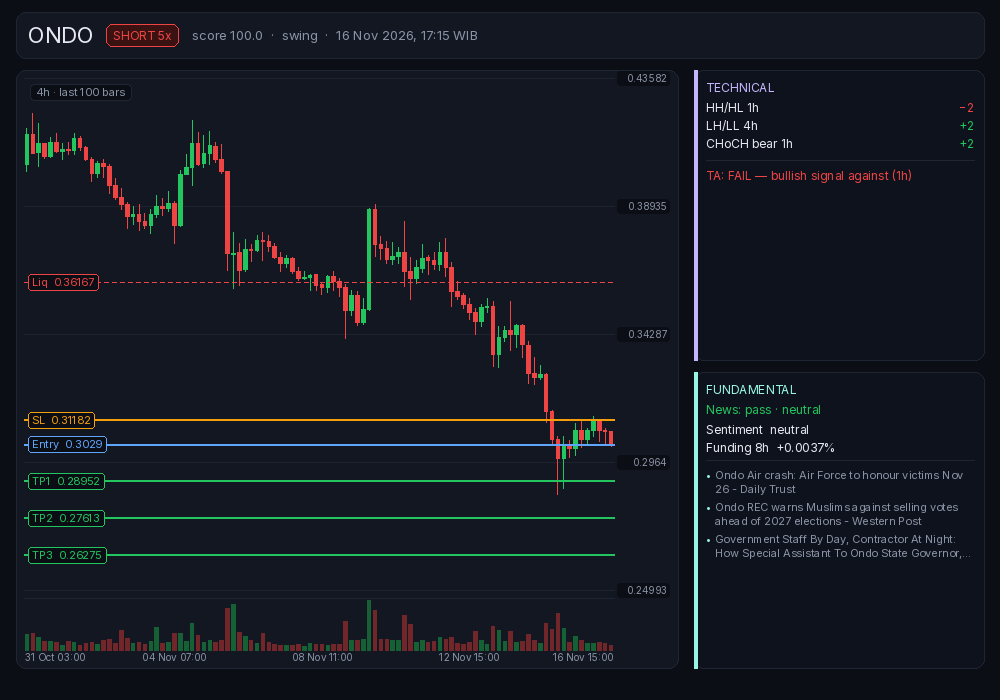 ONDO SHORT 5x score 100.0 · swing · 16 Nov 2026, 17:15 WIB
4h · last 100 bars
0.43582
0.38935
Liq 0.36167
0.34287
SL 0.31182
Entry 0.3029
0.2964
TP1 0.28952
TP2 0.27613
TP3 0.26275
0.24993
31 Oct 03:00 04 Nov 07:00 08 Nov 11:00 12 Nov 15:00 16 Nov 15:00
TECHNICAL
HH/HL 1h −2
LH/LL 4h +2
CHoCH bear 1h +2
TA: FAIL — bullish signal against (1h)
FUNDAMENTAL
News: pass · neutral
Sentiment neutral
Funding 8h +0.0037%
• Ondo Air crash: Air Force to honour victims Nov
26 - Daily Trust
• Ondo REC warns Muslims against selling votes
ahead of 2027 elections - Western Post
• Government Staff By Day, Contractor At Night:
How Special Assistant To Ondo State Governor,...